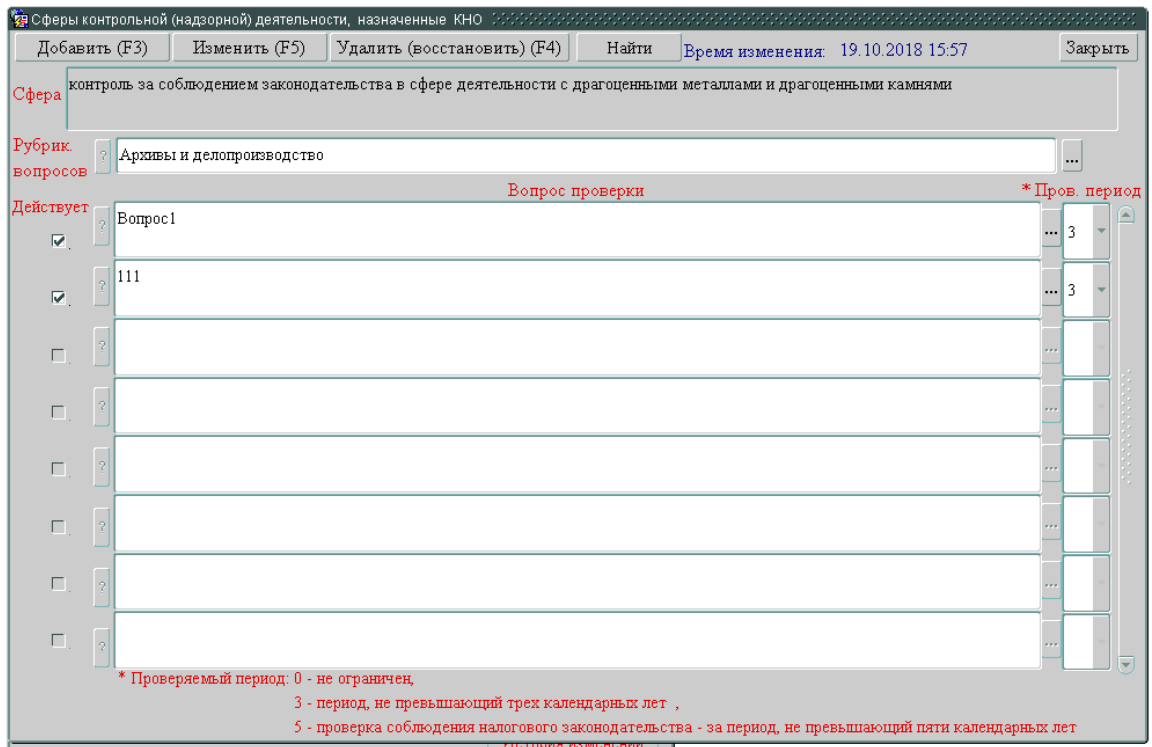 Сферы контрольной (надзорной) деятельности, назначенные КНО
Добавить (F3) Изменить (F5) Удалить (восстановить) (F4) Найти Время изменения: 19.10.2018 15:57 Закрыть
Сфера контроль за соблюдением законодательства в сфере деятельности с драгоценными металлами и драгоценными камнями
Рубрик. вопросов ? Архивы и делопроизводство ...
Вопрос проверки * Пров. период
Действует
? Вопрос1 ... 3
? 111 ... 3
? ...
? ...
? ...
? ...
? ...
? ...
* Проверяемый период: 0 - не ограничен,
3 - период, не превышающий трех календарных лет ,
5 - проверка соблюдения налогового законодательства - за период, не превышающий пяти календарных лет